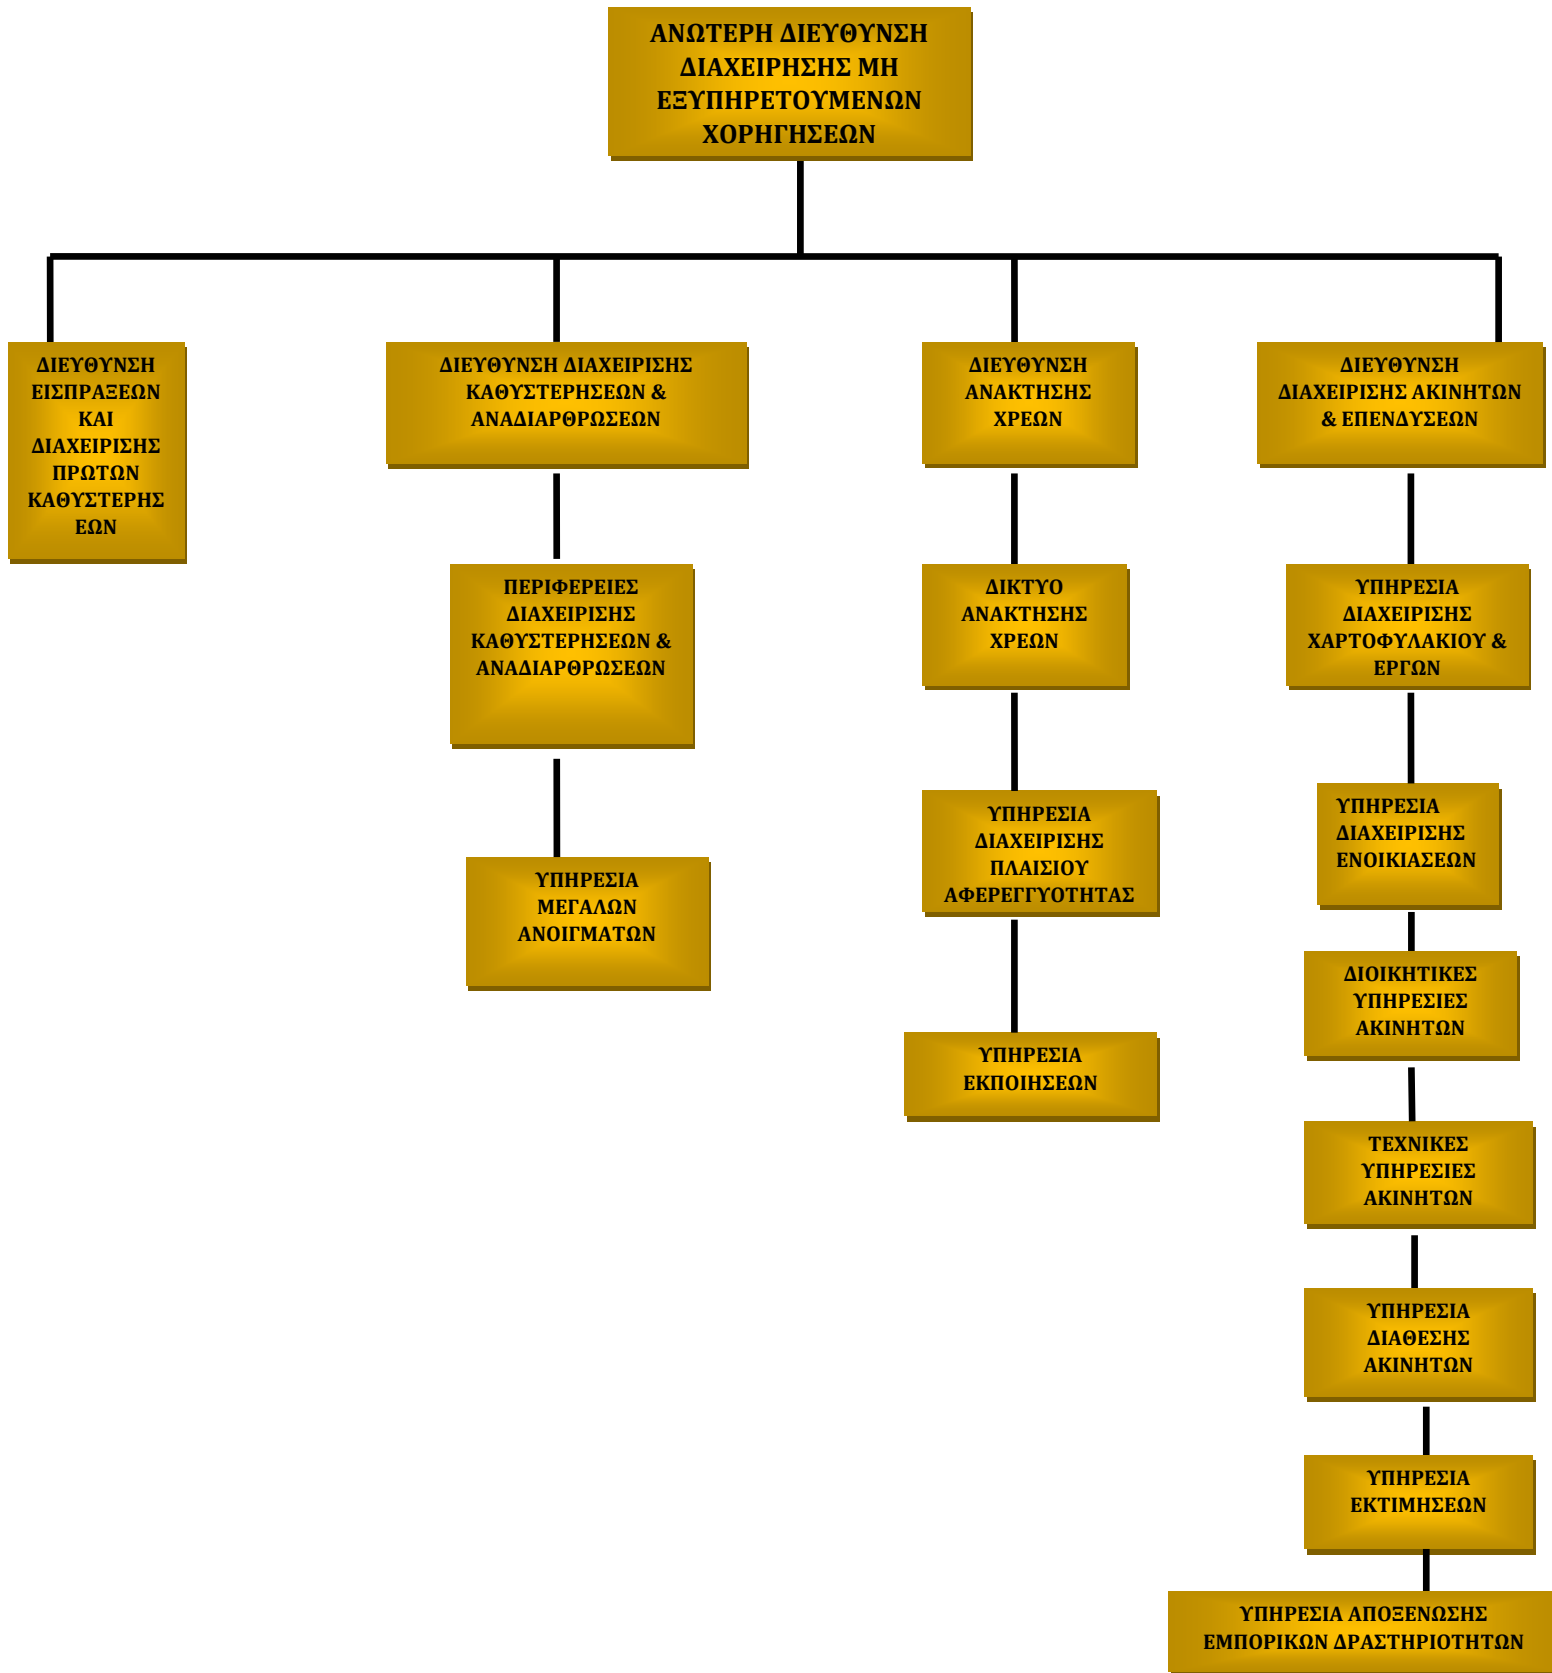 ΑΝΩΤΕΡΗ ΔΙΕΥΘΥΝΣΗ
ΔΙΑΧΕΙΡΗΣΗΣ ΜΗ
ΕΞΥΠΗΡΕΤΟΥΜΕΝΩΝ
ΧΟΡΗΓΗΣΕΩΝ
ΔΙΕΥΘΥΝΣΗ
ΕΙΣΠΡΑΞΕΩΝ
ΚΑΙ
ΔΙΑΧΕΙΡΙΣΗΣ
ΠΡΩΤΩΝ
ΚΑΘΥΣΤΕΡΗΣ
ΕΩΝ
ΔΙΕΥΘΥΝΣΗ ΔΙΑΧΕΙΡΙΣΗΣ
ΚΑΘΥΣΤΕΡΗΣΕΩΝ &
ΑΝΑΔΙΑΡΘΡΩΣΕΩΝ
ΠΕΡΙΦΕΡΕΙΕΣ
ΔΙΑΧΕΙΡΙΣΗΣ
ΚΑΘΥΣΤΕΡΗΣΕΩΝ &
ΑΝΑΔΙΑΡΘΡΩΣΕΩΝ
ΥΠΗΡΕΣΙΑ
ΜΕΓΑΛΩΝ
ΑΝΟΙΓΜΑΤΩΝ
ΔΙΕΥΘΥΝΣΗ
ΑΝΑΚΤΗΣΗΣ
ΧΡΕΩΝ
ΔΙΚΤΥΟ
ΑΝΑΚΤΗΣΗΣ
ΧΡΕΩΝ
ΥΠΗΡΕΣΙΑ
ΔΙΑΧΕΙΡΙΣΗΣ
ΠΛΑΙΣΙΟΥ
ΑΦΕΡΕΓΓΥΟΤΗΤΑΣ
ΥΠΗΡΕΣΙΑ
ΕΚΠΟΙΗΣΕΩΝ
ΔΙΕΥΘΥΝΣΗ
ΔΙΑΧΕΙΡΙΣΗΣ ΑΚΙΝΗΤΩΝ
& ΕΠΕΝΔΥΣΕΩΝ
ΥΠΗΡΕΣΙΑ
ΔΙΑΧΕΙΡΙΣΗΣ
ΧΑΡΤΟΦΥΛΑΚΙΟΥ &
ΕΡΓΩΝ
ΥΠΗΡΕΣΙΑ
ΔΙΑΧΕΙΡΙΣΗΣ
ΕΝΟΙΚΙΑΣΕΩΝ
ΔΙΟΙΚΗΤΙΚΕΣ
ΥΠΗΡΕΣΙΕΣ
ΑΚΙΝΗΤΩΝ
ΤΕΧΝΙΚΕΣ
ΥΠΗΡΕΣΙΕΣ
ΑΚΙΝΗΤΩΝ
ΥΠΗΡΕΣΙΑ
ΔΙΑΘΕΣΗΣ
ΑΚΙΝΗΤΩΝ
ΥΠΗΡΕΣΙΑ
ΕΚΤΙΜΗΣΕΩΝ
ΥΠΗΡΕΣΙΑ ΑΠΟΞΕΝΩΣΗΣ
ΕΜΠΟΡΙΚΩΝ ΔΡΑΣΤΗΡΙΟΤΗΤΩΝ